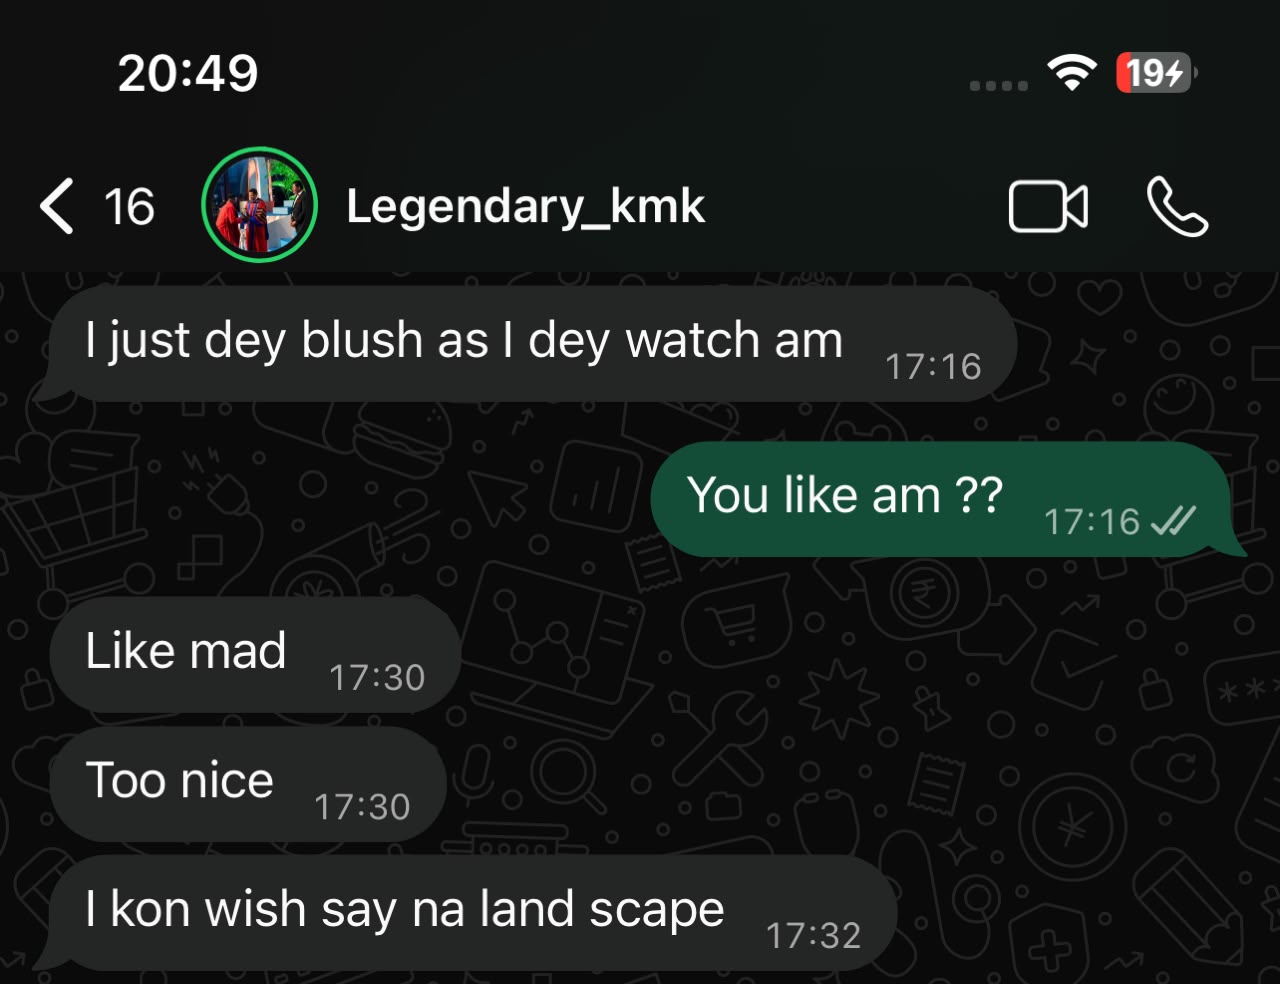 20:49
19
16
Legendary_kmk
I just dey blush as I dey watch am
17:16
You like am ??
17:16
Like mad
17:30
Too nice
17:30
I kon wish say na land scape
17:32